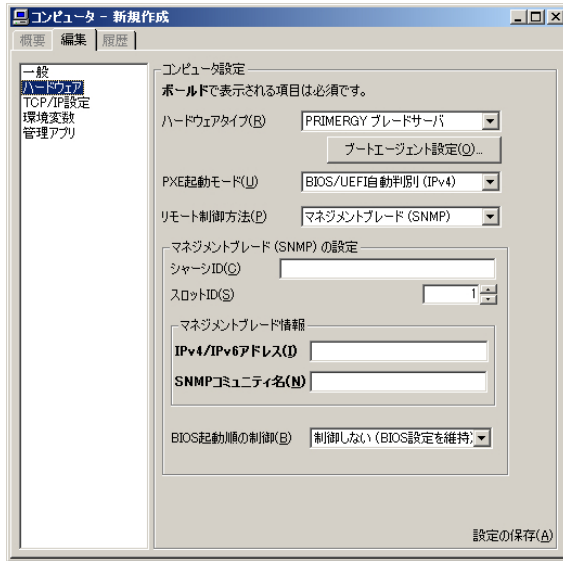 コンピュータ - 新規作成
概要 編集 履歴
一般
ハードウェア
TCP/IP設定
環境変数
管理アプリ
コンピュータ設定
ボールドで表示される項目は必須です。
ハードウェアタイプ(R) PRIMERGY ブレードサーバ
ブートエージェント設定(O)...
PXE起動モード(U) BIOS/UEFI自動判別 (IPv4)
リモート制御方法(P) マネジメントブレード (SNMP)
マネジメントブレード (SNMP) の設定
シャーシID(C)
スロットID(S) 1
マネジメントブレード情報
IPv4/IPv6アドレス(I)
SNMPコミュニティ名(N)
BIOS起動順の制御(B) 制御しない (BIOS設定を維持)
設定の保存(A)